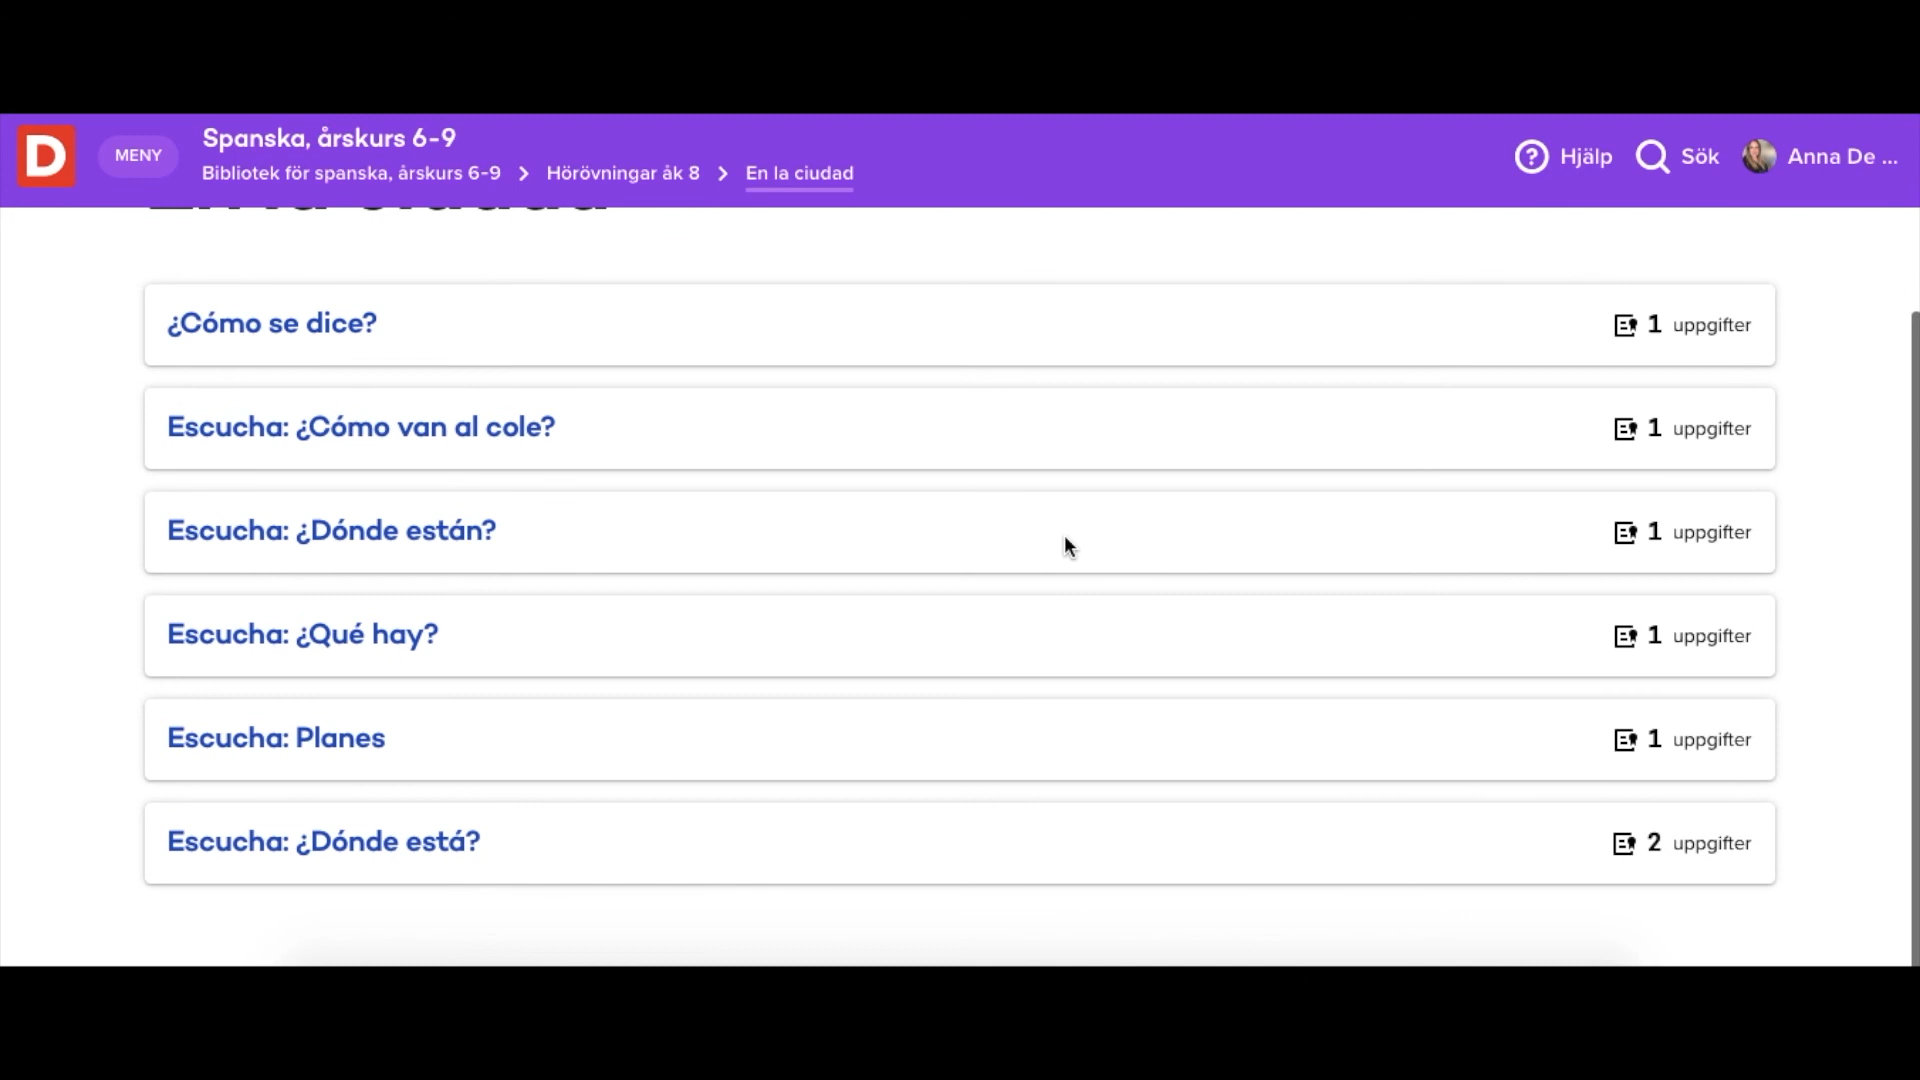 D
MENY
Spanska, årskurs 6-9
Bibliotek för spanska, årskurs 6-9 > Hörövningar åk 8 > En la ciudad
Hjälp
Sök
Anna De ...
¿Cómo se dice?
1 uppgifter
Escucha: ¿Cómo van al cole?
1 uppgifter
Escucha: ¿Dónde están?
1 uppgifter
Escucha: ¿Qué hay?
1 uppgifter
Escucha: Planes
1 uppgifter
Escucha: ¿Dónde está?
2 uppgifter